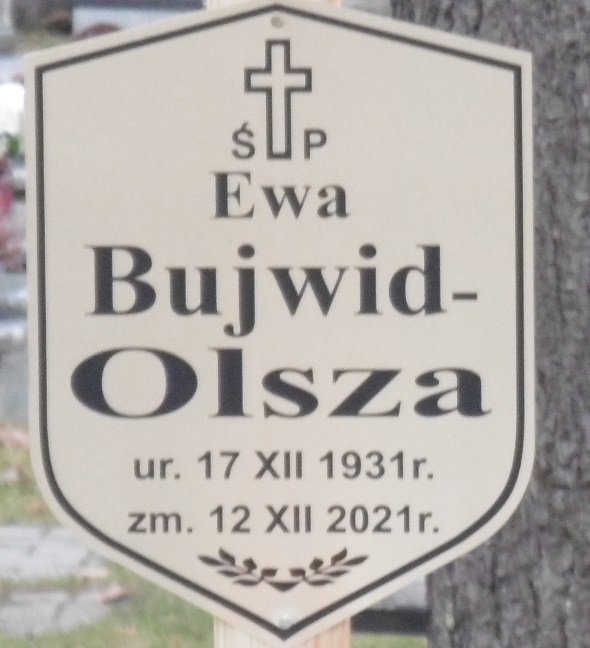 Ś P
Ewa
Bujwid-
Olsza
ur. 17 XII 1931r.
zm. 12 XII 2021r.